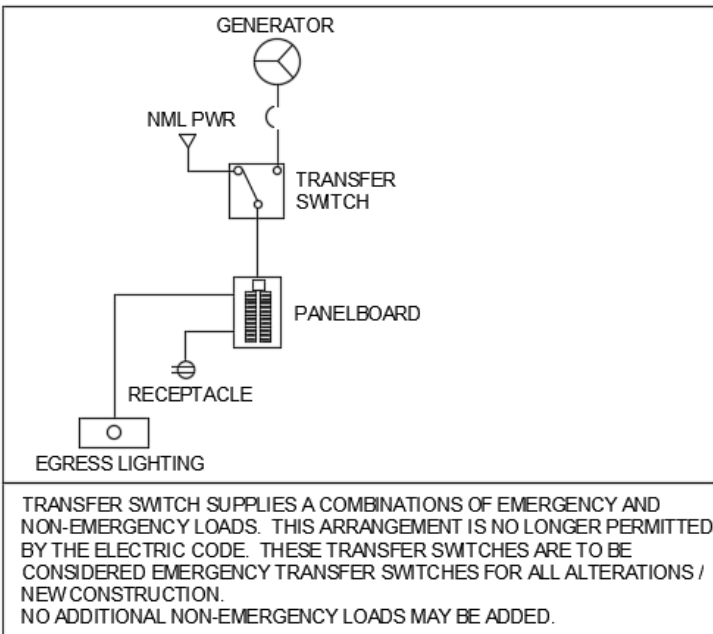 GENERATOR
NML PWR
TRANSFER
SWITCH
PANELBOARD
RECEPTACLE
EGRESS LIGHTING
TRANSFER SWITCH SUPPLIES A COMBINATIONS OF EMERGENCY AND
NON-EMERGENCY LOADS. THIS ARRANGEMENT IS NO LONGER PERMITTED
BY THE ELECTRIC CODE. THESE TRANSFER SWITCHES ARE TO BE
CONSIDERED EMERGENCY TRANSFER SWITCHES FOR ALL ALTERATIONS /
NEW CONSTRUCTION.
NO ADDITIONAL NON-EMERGENCY LOADS MAY BE ADDED.